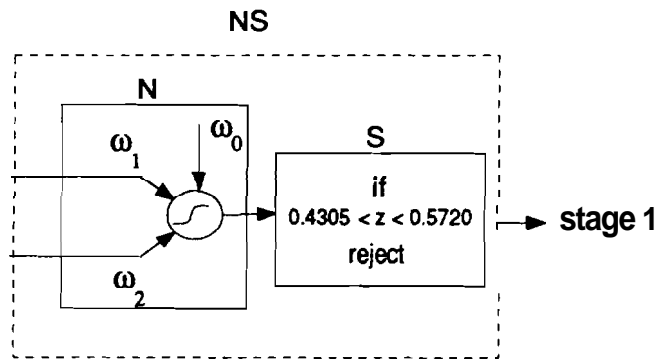 NS
N
ω0
ω1
S
if
0.4305 < z < 0.5720
reject
stage 1
ω2